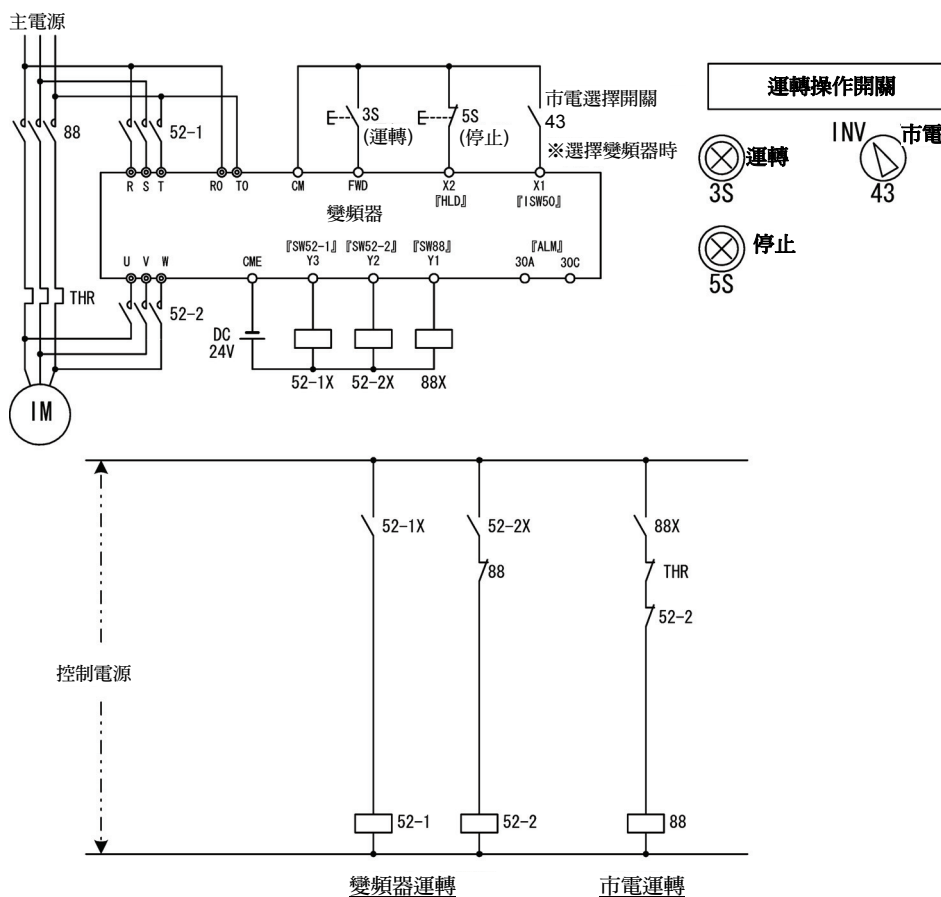 主電源
88
52-1
3S
(運轉)
5S
(停止)
市電選擇開關
43
※選擇變頻器時
運轉操作開關
運轉
3S
INV
市電
43
停止
5S
R S T
R0 T0
CM
FWD
X2
『HLD』
X1
『ISW50』
變頻器
『SW52-1』
Y3
『SW52-2』
Y2
『SW88』
Y1
『ALM』
30A
30C
U V W
CME
THR
52-2
DC
24V
52-1X
52-2X
88X
IM
52-1X
52-2X
88
88X
THR
52-2
控制電源
52-1
52-2
88
變頻器運轉
市電運轉